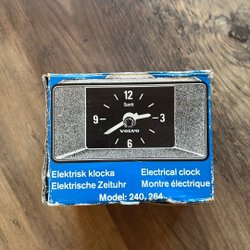 12
Quartz
9 3
VOLVO
6
Elektrisk klocka Electrical clock
Elektrische Zeituhr Montre électrique
Model: 240, 264